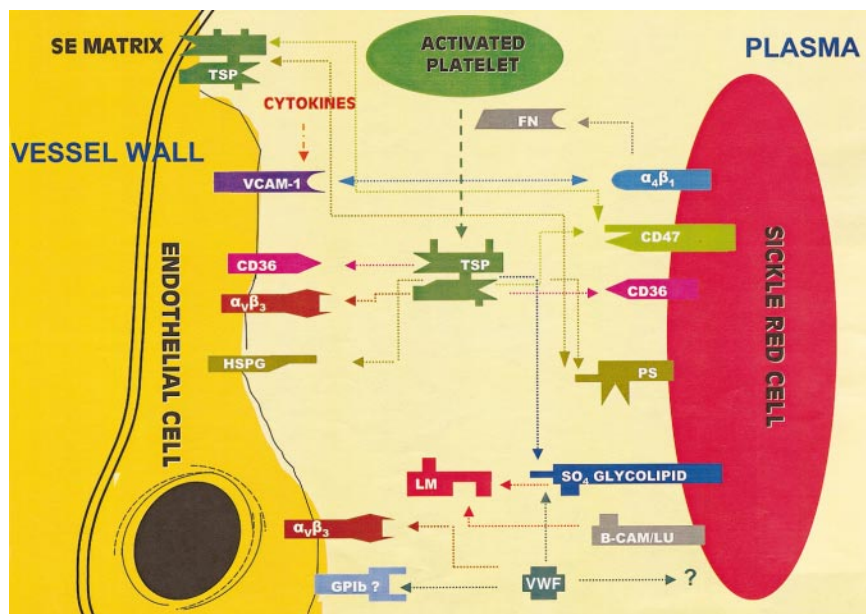 SE MATRIX
TSP
ACTIVATED
PLATELET
PLASMA
CYTOKINES
FN
VESSEL WALL
VCAM-1
α4β1
CD47
ENDOTHELIAL CELL
CD36
TSP
CD36
αVβ3
SICKLE RED CELL
HSPG
PS
LM
SO4 GLYCOLIPID
αVβ3
B-CAM/LU
GPIb ?
VWF
?